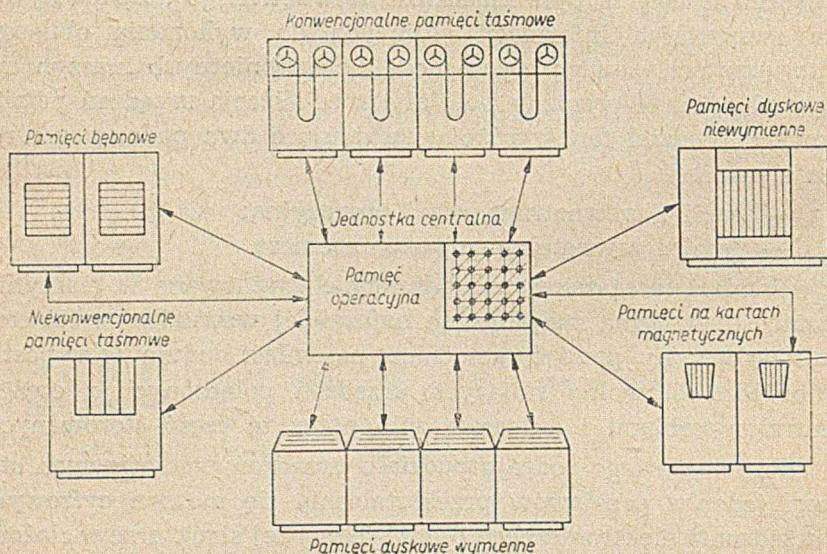 Konwencjonalne pamięci taśmowe
Pamięci bębnowe
Pamięci dyskowe
niewymienne
Jednostka centralna
Pamięć
operacyjna
Niekonwencjonalne
pamięci taśmowe
Pamięci na kartach
magnetycznych
Pamięci dyskowe wymienne